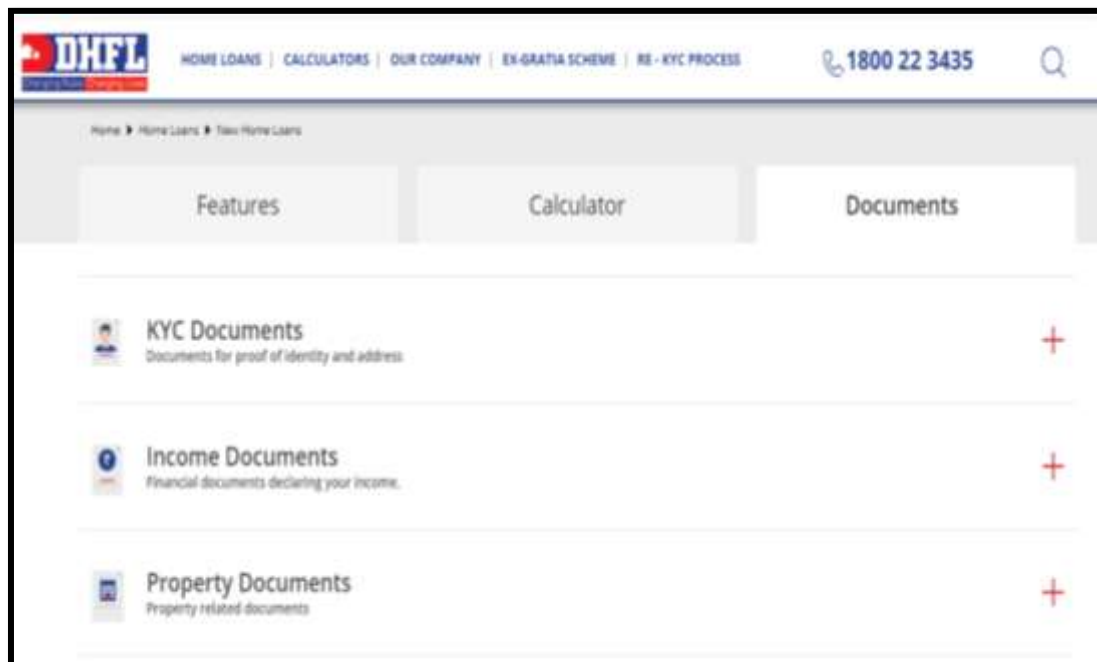 DHFL
HOME LOANS | CALCULATORS | OUR COMPANY | EX-GRATIA SCHEME | RE - KYC PROCESS
1800 22 3435
Home Home Loans New Home Loans
Features
Calculator
Documents
KYC Documents
Documents for proof of identity and address
Income Documents
Financial documents declaring your income.
Property Documents
Property related documents